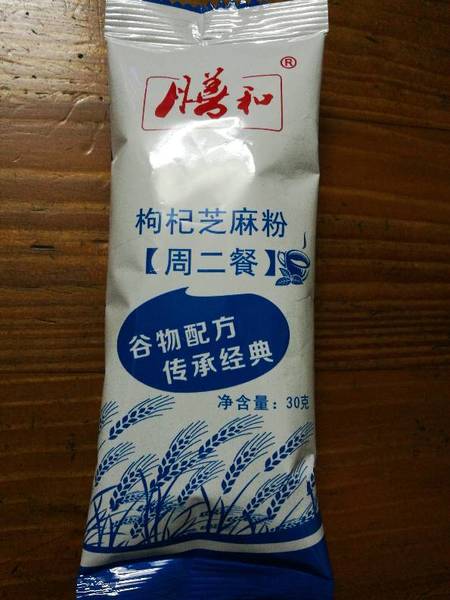 膳和®
枸杞芝麻粉
【周二餐】
谷物配方
传承经典
净含量：30克